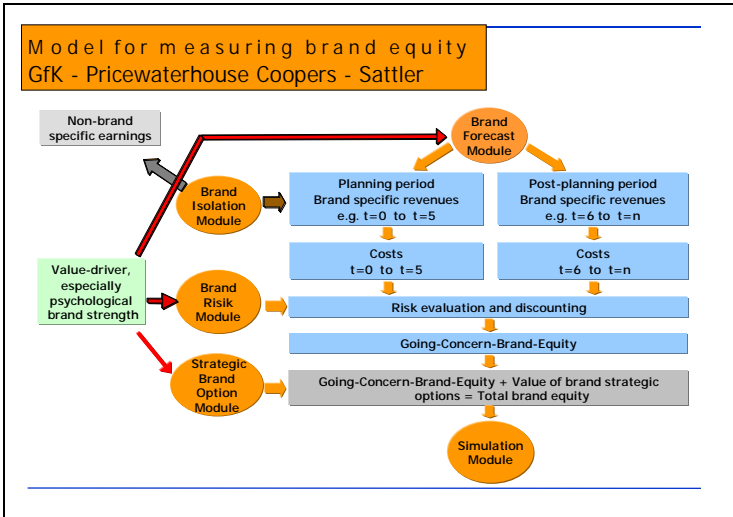 Model for measuring brand equity
GfK - Pricewaterhouse Coopers - Sattler
Non-brand
specific earnings
Brand
Forecast
Module
Brand
Isolation
Module
Planning period
Brand specific revenues
e.g. t=0 to t=5
Post-planning period
Brand specific revenues
e.g. t=6 to t=n
Costs
t=0 to t=5
Costs
t=6 to t=n
Value-driver,
especially
psychological
brand strength
Brand
Risik
Module
Risk evaluation and discounting
Going-Concern-Brand-Equity
Strategic
Brand
Option
Module
Going-Concern-Brand-Equity + Value of brand strategic
options = Total brand equity
Simulation
Module